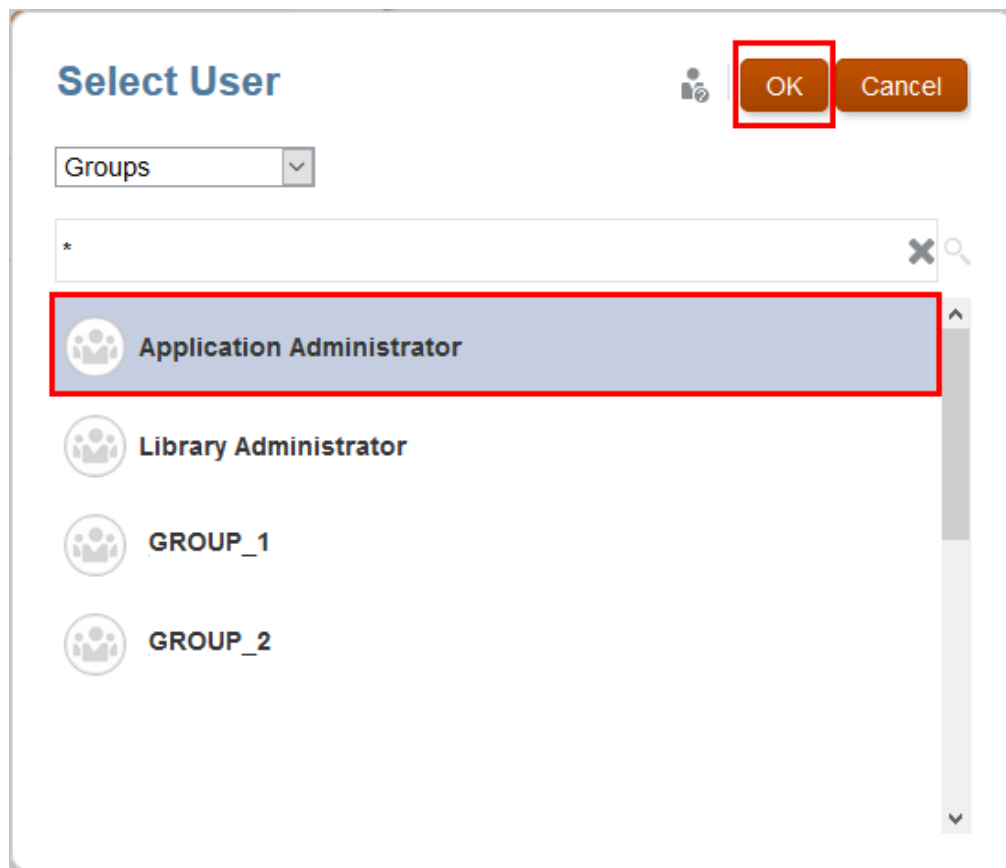 Select User
OK
Cancel
Groups
*
Application Administrator
Library Administrator
GROUP_1
GROUP_2